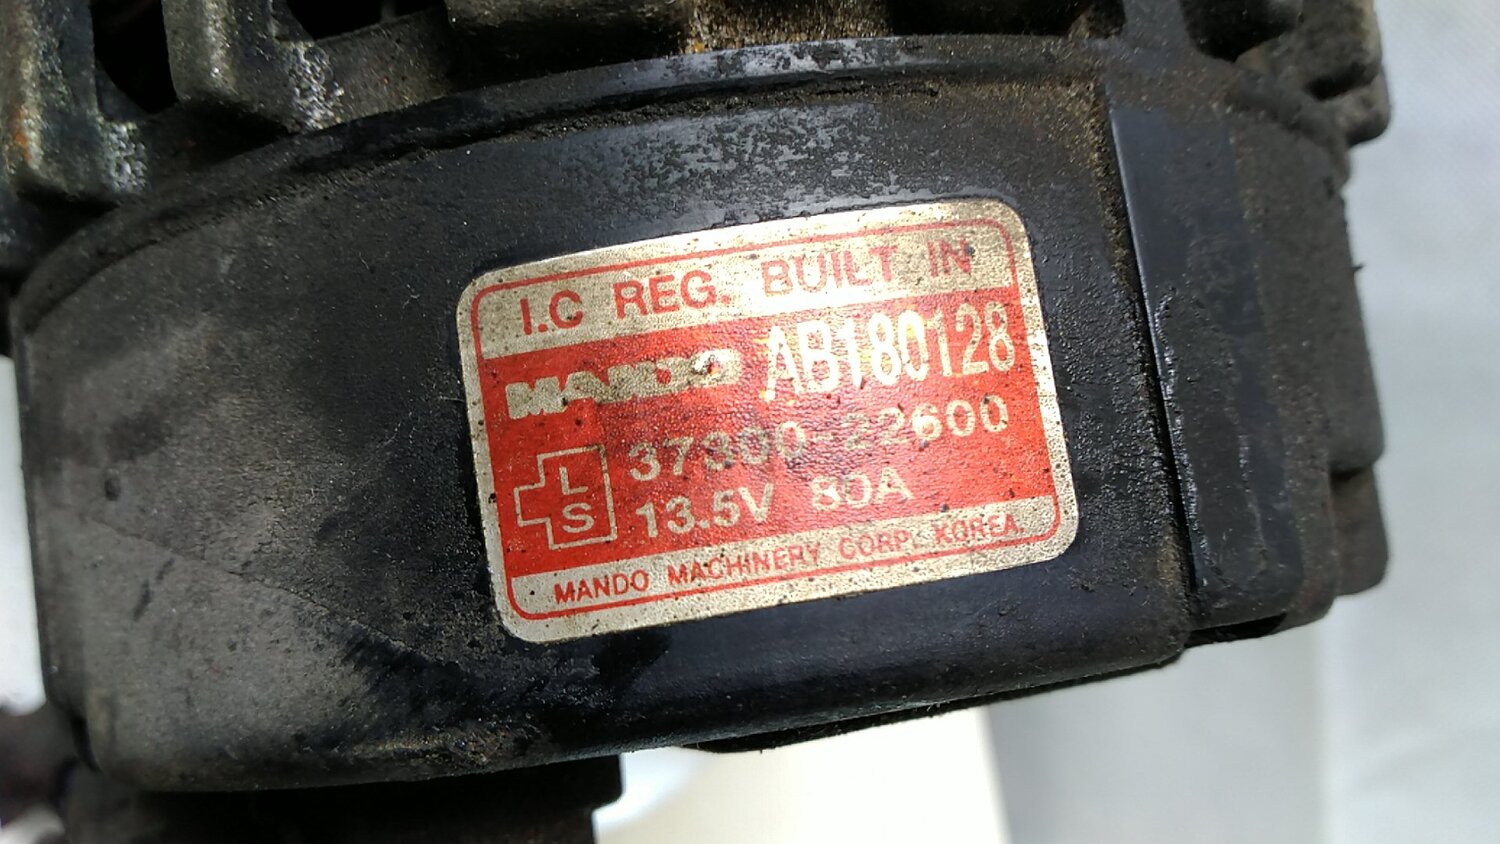 I.C REG. BUILT IN
MANDO AB180128
37300-22600
L
S
13.5V 80A
MANDO MACHINERY CORP. KOREA